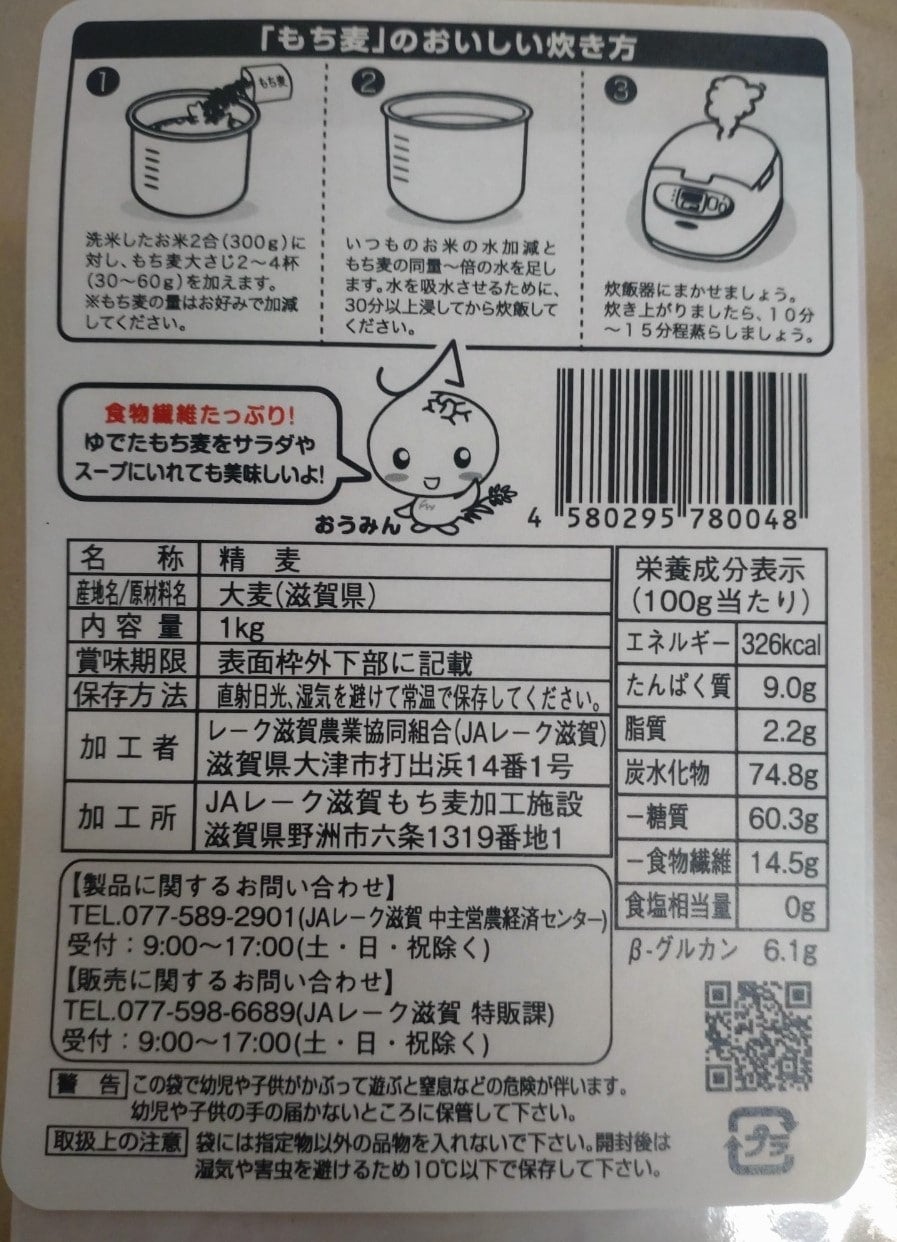 「もち麦」のおいしい炊き方
1
もち麦
洗米したお米2合(300g)に
対し、もち麦大さじ2～4杯
(30～60g)を加えます。
※もち麦の量はお好みで加減
してください。
2
いつものお米の水加減と
もち麦の同量～倍の水を足し
ます。水を吸水させるために、
30分以上浸してから炊飯して
ください。
3
炊飯器にまかせましょう。
炊き上がりましたら、10分
～15分程蒸らしましょう。
食物繊維たっぷり!
ゆでたもち麦をサラダや
スープにいれても美味しいよ!
おうみん
4 580295 780048
名称 精麦
産地名/原材料名 大麦(滋賀県)
内容量 1kg
賞味期限 表面枠外下部に記載
保存方法 直射日光、湿気を避けて常温で保存してください。
加工者 レーク滋賀農業協同組合(JAレーク滋賀)
滋賀県大津市打出浜14番1号
加工所 JAレーク滋賀もち麦加工施設
滋賀県野洲市六条1319番地1
栄養成分表示
(100g当たり)
エネルギー 326kcal
たんぱく質 9.0g
脂質 2.2g
炭水化物 74.8g
－糖質 60.3g
－食物繊維 14.5g
食塩相当量 0g
β-グルカン 6.1g
【製品に関するお問い合わせ】
TEL.077-589-2901(JAレーク滋賀 中主営農経済センター)
受付：9:00～17:00(土・日・祝除く)
【販売に関するお問い合わせ】
TEL.077-598-6689(JAレーク滋賀 特販課)
受付：9:00～17:00(土・日・祝除く)
警告 この袋で幼児や子供がかぶって遊ぶと窒息などの危険が伴います。
幼児や子供の手の届かないところに保管して下さい。
取扱上の注意 袋には指定物以外の品物を入れないで下さい。開封後は
湿気や害虫を避けるため10℃以下で保存して下さい。
プラ